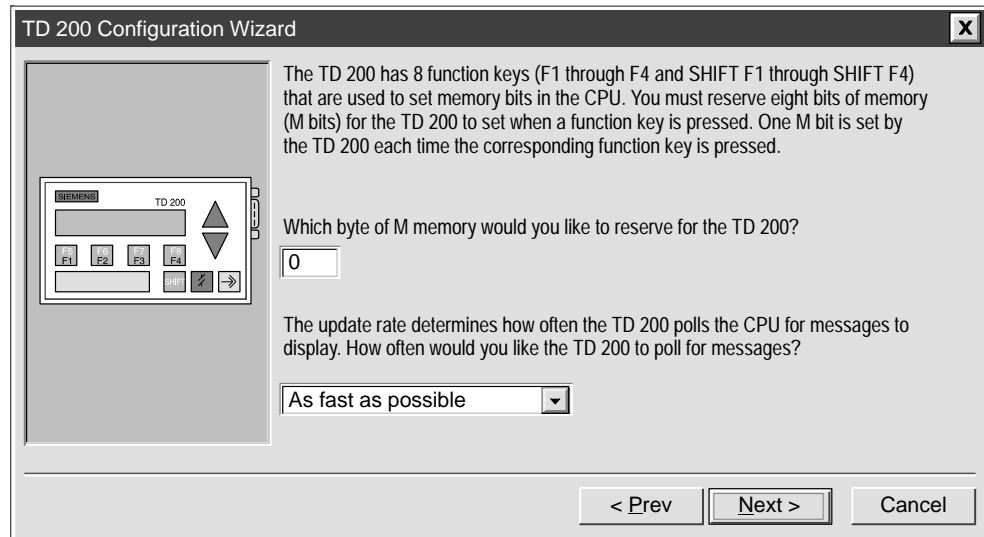 TD 200 Configuration Wizard
X
The TD 200 has 8 function keys (F1 through F4 and SHIFT F1 through SHIFT F4)
that are used to set memory bits in the CPU. You must reserve eight bits of memory
(M bits) for the TD 200 to set when a function key is pressed. One M bit is set by
the TD 200 each time the corresponding function key is pressed.
SIEMENS
TD 200
F5 F6 F7 F8
F1 F2 F3 F4
SHIFT
Which byte of M memory would you like to reserve for the TD 200?
0
The update rate determines how often the TD 200 polls the CPU for messages to
display. How often would you like the TD 200 to poll for messages?
As fast as possible
< Prev Next > Cancel